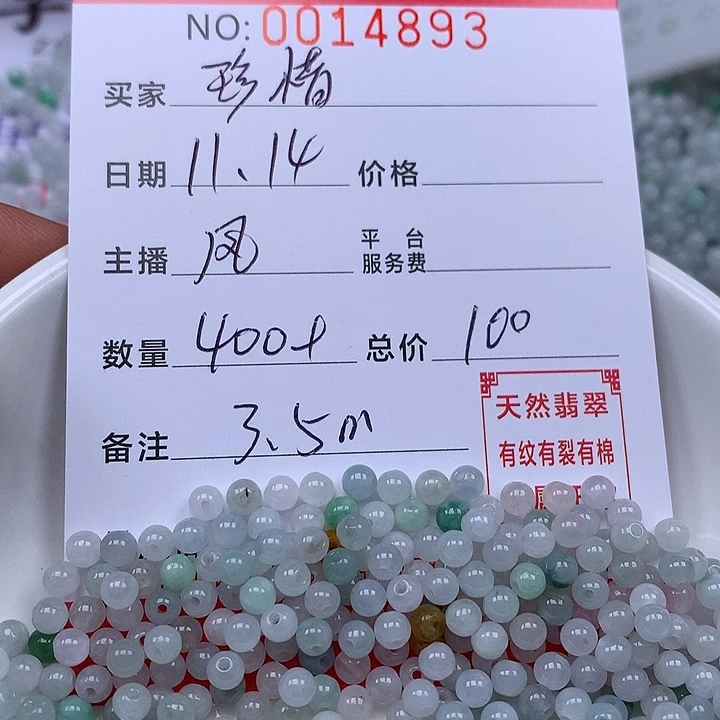 NO: 0014893
买家 珍惜
日期 11.14 价格
主播 凤 平台服务费
数量 400+ 总价 100
备注 3.5m
天然翡翠
有纹有裂有棉